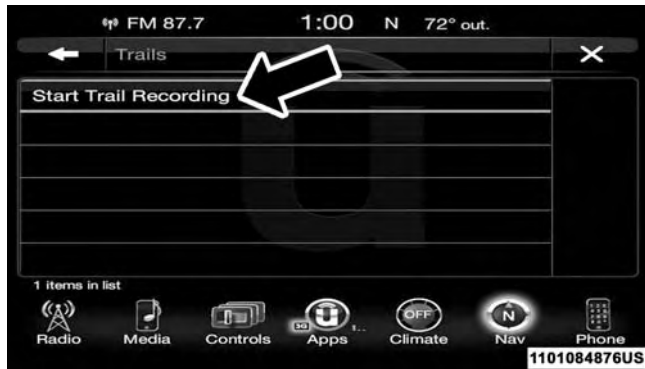 FM 87.7 1:00 N 72° out.
Trails
Start Trail Recording
1 items in list
OFF N
3G
Radio Media Controls Apps Climate Nav Phone
1101084876US